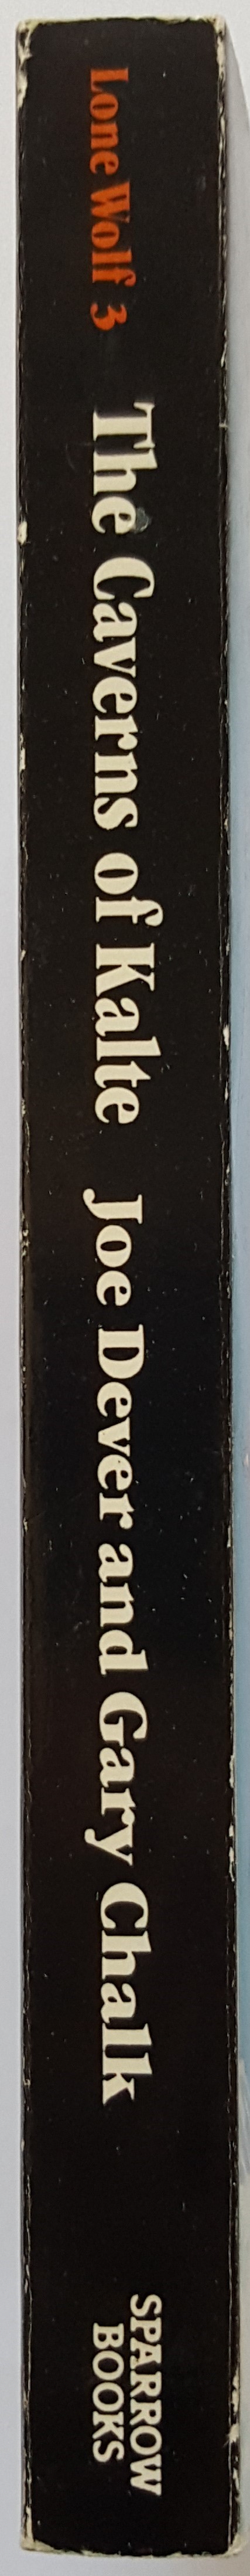 Lone Wolf 3 The Caverns of Kalte Joe Dever and Gary Chalk
SPARROW
BOOKS